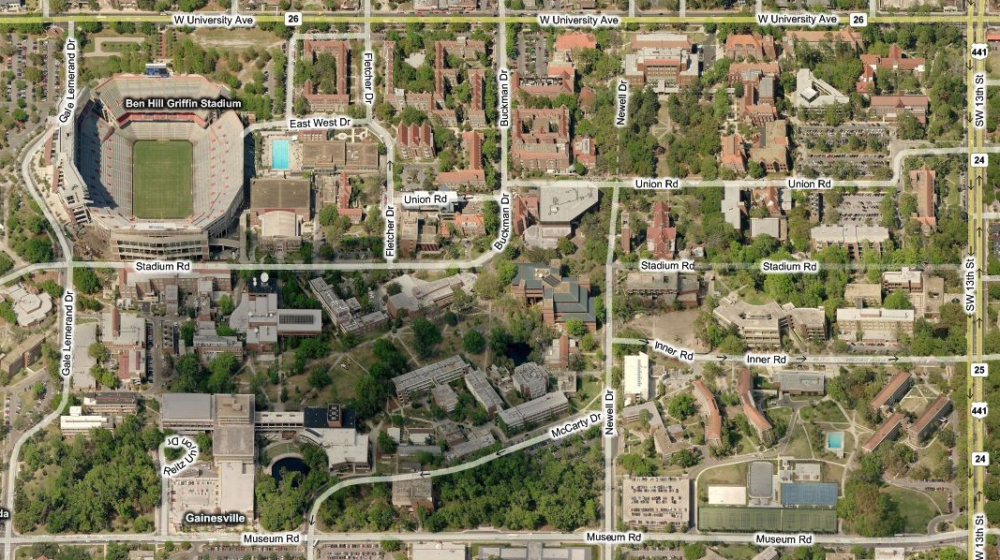 W University Ave
26
W University Ave
W University Ave
26
Gale Lemerand Dr
Fletcher Dr
Buckman Dr
Newell Dr
441
SW 13th St
Ben Hill Griffin Stadium
East West Dr
24
Union Rd
Union Rd
Union Rd
Fletcher Dr
Buckman Dr
Stadium Rd
Stadium Rd
Stadium Rd
SW 13th St
Gale Lemerand Dr
Inner Rd
Inner Rd
25
Newell Dr
McCarty Dr
441
Reitz Union Dr
24
da
Gainesville
Museum Rd
Museum Rd
Museum Rd
W 13th St